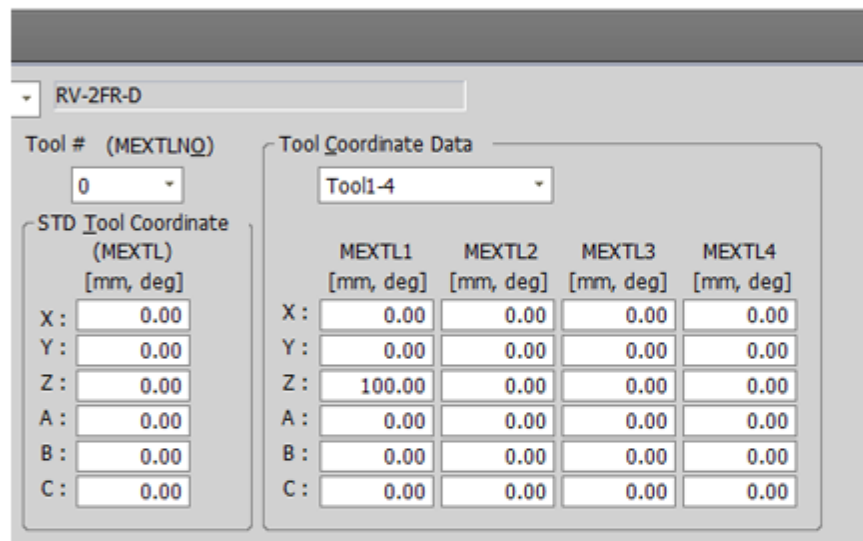 RV-2FR-D
Tool # (MEXTLNO)
0
STD Tool Coordinate
(MEXTL)
[mm, deg]
X : 0.00
Y : 0.00
Z : 0.00
A : 0.00
B : 0.00
C : 0.00
Tool Coordinate Data
Tool1-4
MEXTL1 MEXTL2 MEXTL3 MEXTL4
[mm, deg] [mm, deg] [mm, deg] [mm, deg]
X : 0.00 0.00 0.00 0.00
Y : 0.00 0.00 0.00 0.00
Z : 100.00 0.00 0.00 0.00
A : 0.00 0.00 0.00 0.00
B : 0.00 0.00 0.00 0.00
C : 0.00 0.00 0.00 0.00